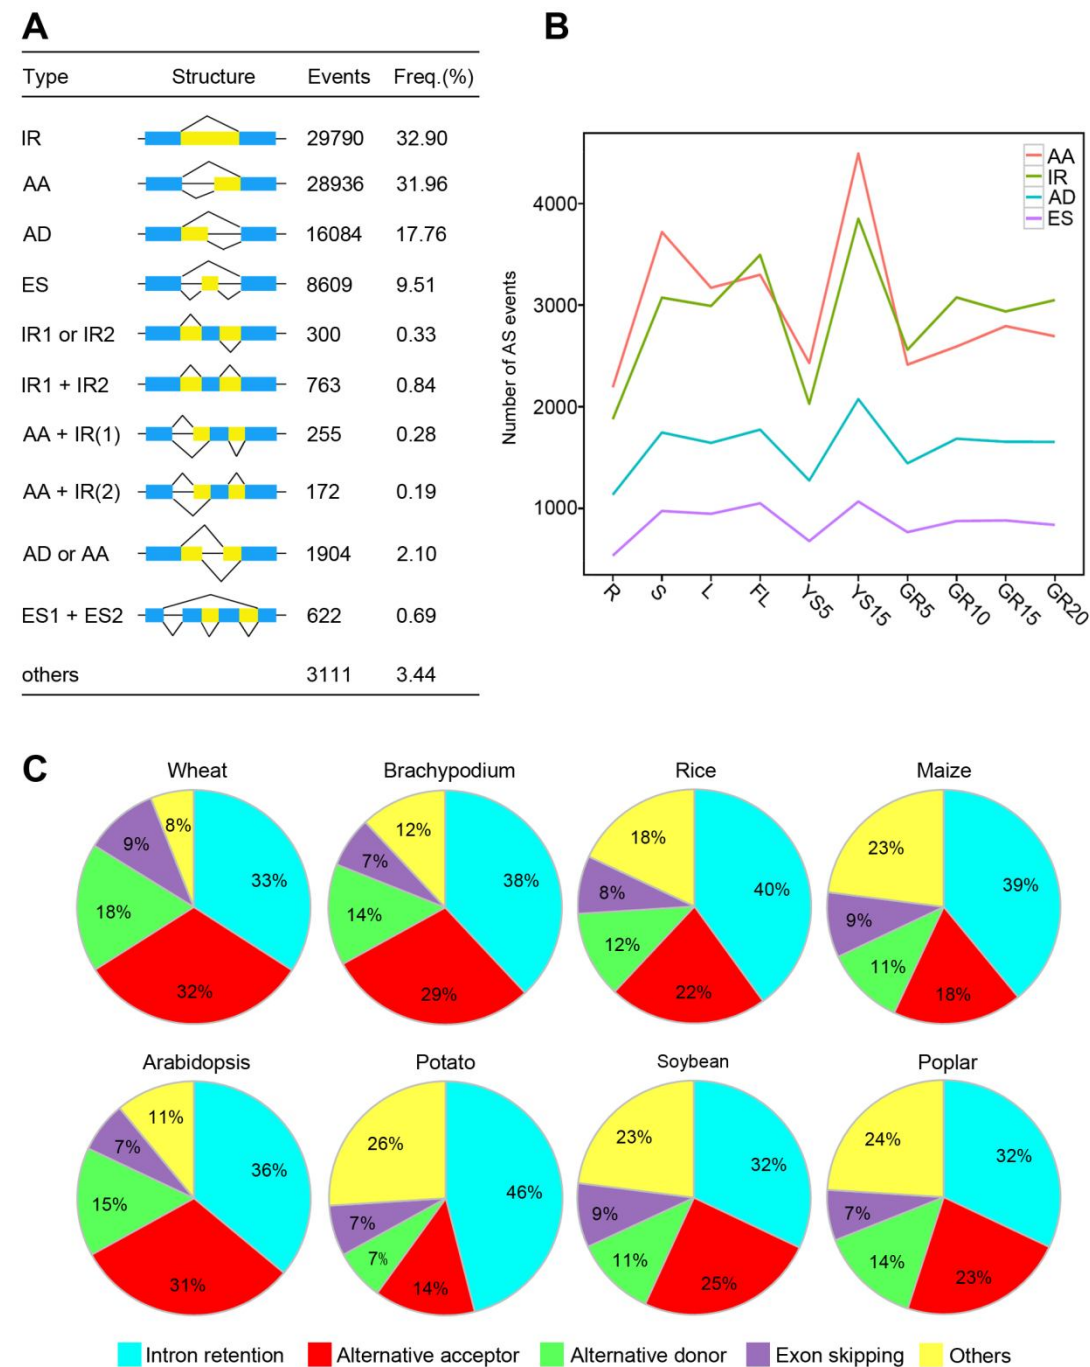 A
Type Structure Events Freq.(%)
IR 29790 32.90
AA 28936 31.96
AD 16084 17.76
ES 8609 9.51
IR1 or IR2 300 0.33
IR1 + IR2 763 0.84
AA + IR(1) 255 0.28
AA + IR(2) 172 0.19
AD or AA 1904 2.10
ES1 + ES2 622 0.69
others 3111 3.44
B
Number of AS events
4000
3000
2000
1000
AA
IR
AD
ES
R S L FL YS5 YS15 GR5 GR10 GR15 GR20
C
Wheat Brachypodium Rice Maize
8% 9% 33% 18% 32%
12% 7% 38% 14% 29%
18% 8% 40% 12% 22%
23% 9% 39% 11% 18%
Arabidopsis Potato Soybean Poplar
11% 7% 36% 15% 31%
26% 46% 7% 7% 14%
23% 32% 9% 11% 25%
24% 32% 7% 14% 23%
Intron retention Alternative acceptor Alternative donor Exon skipping Others